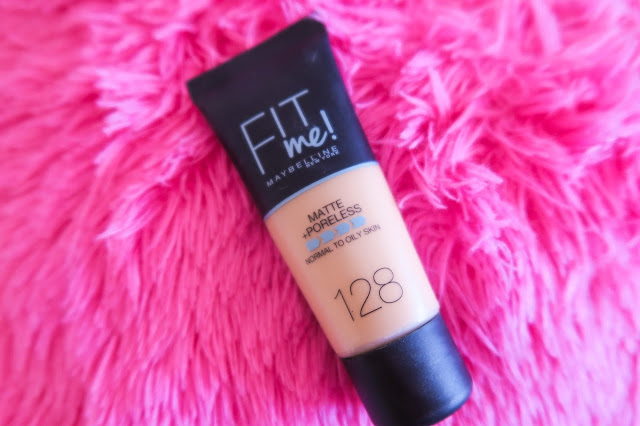 FIT
me!
MAYBELLINE
NEW YORK
MATTE
+PORELESS
NORMAL TO OILY SKIN
128